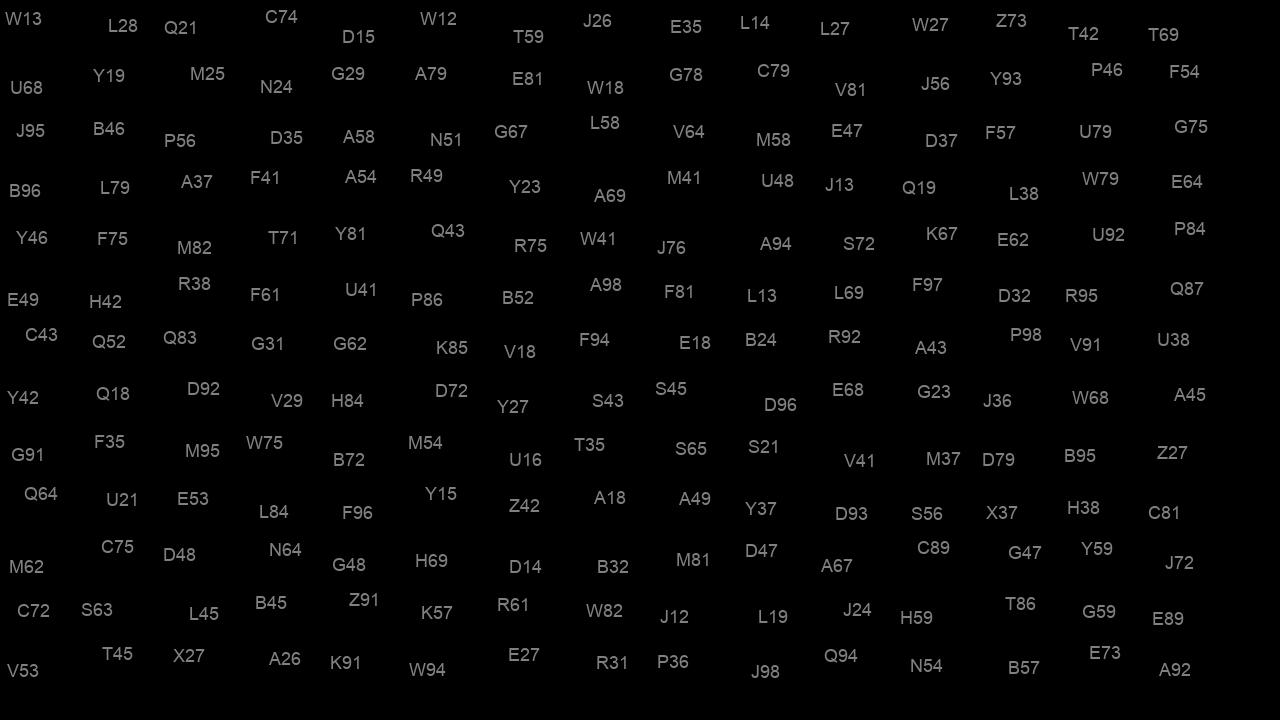 W13 L28 Q21 C74 D15 W12 T59 J26 E35 L14 L27 W27 Z73 T42 T69
U68 Y19 M25 N24 G29 A79 E81 W18 G78 C79 V81 J56 Y93 P46 F54
J95 B46 P56 D35 A58 N51 G67 L58 V64 M58 E47 D37 F57 U79 G75
B96 L79 A37 F41 A54 R49 Y23 A69 M41 U48 J13 Q19 L38 W79 E64
Y46 F75 M82 T71 Y81 Q43 R75 W41 J76 A94 S72 K67 E62 U92 P84
E49 H42 R38 F61 U41 P86 B52 A98 F81 L13 L69 F97 D32 R95 Q87
C43 Q52 Q83 G31 G62 K85 V18 F94 E18 B24 R92 A43 P98 V91 U38
Y42 Q18 D92 V29 H84 D72 Y27 S43 S45 D96 E68 G23 J36 W68 A45
G91 F35 M95 W75 B72 M54 U16 T35 S65 S21 V41 M37 D79 B95 Z27
Q64 U21 E53 L84 F96 Y15 Z42 A18 A49 Y37 D93 S56 X37 H38 C81
M62 C75 D48 N64 G48 H69 D14 B32 M81 D47 A67 C89 G47 Y59 J72
C72 S63 L45 B45 Z91 K57 R61 W82 J12 L19 J24 H59 T86 G59 E89
V53 T45 X27 A26 K91 W94 E27 R31 P36 J98 Q94 N54 B57 E73 A92